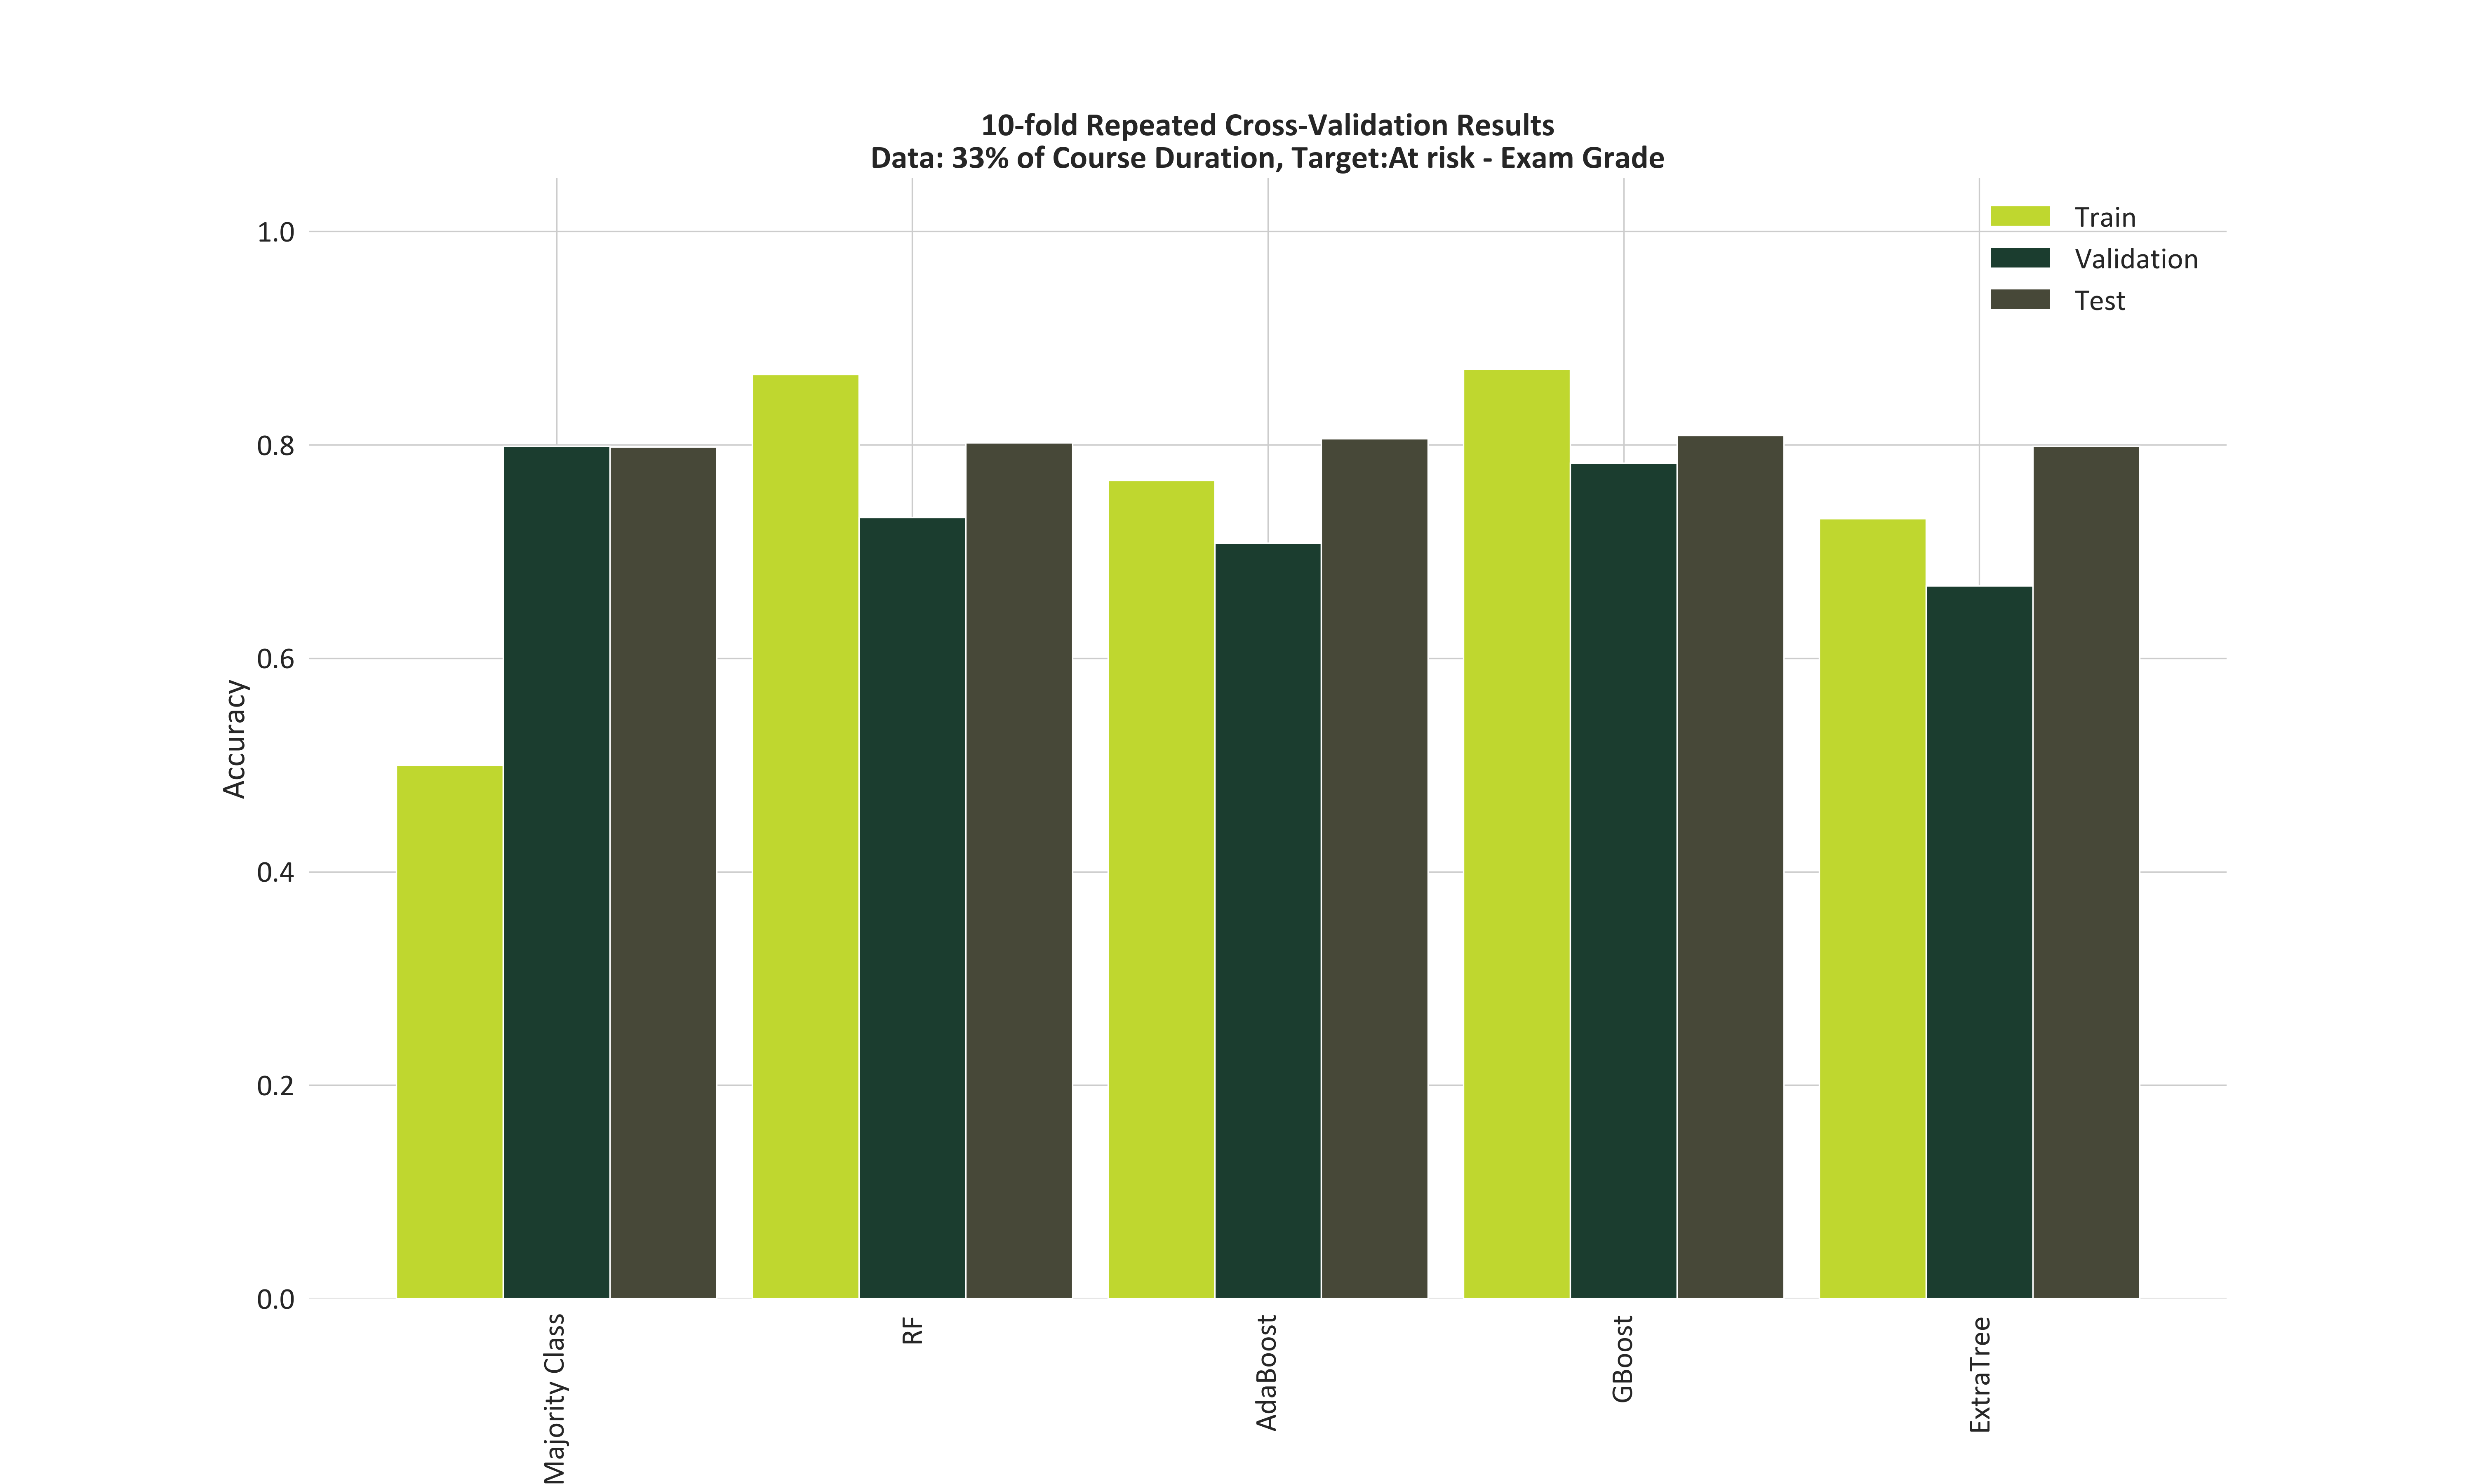 10-fold Repeated Cross-Validation Results
Data: 33% of Course Duration, Target:At risk - Exam Grade
Train
Validation
Test
1.0
0.8
0.6
0.4
0.2
0.0
Accuracy
Majority Class
RF
AdaBoost
GBoost
ExtraTree